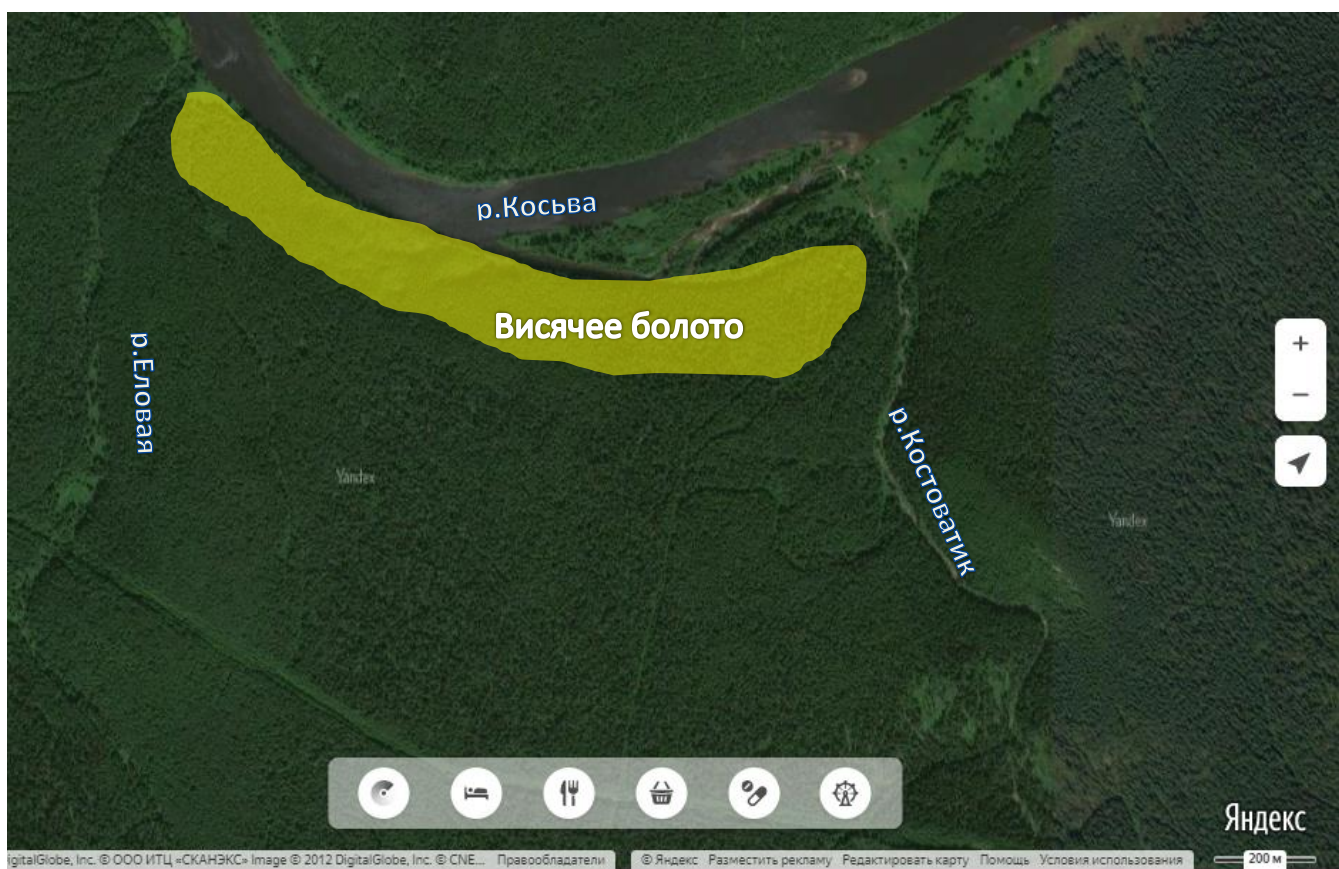 р.Косьва
Висячее болото
р.Еловая
р.Костоватик
Yandex
Yandex
+
−
Яндекс
igitalGlobe, Inc. © ООО ИТЦ «СКАНЭКС» Image © 2012 DigitalGlobe, Inc. © CNE... Правообладатели
© Яндекс Разместить рекламу Редактировать карту Помощь Условия использования
200 м